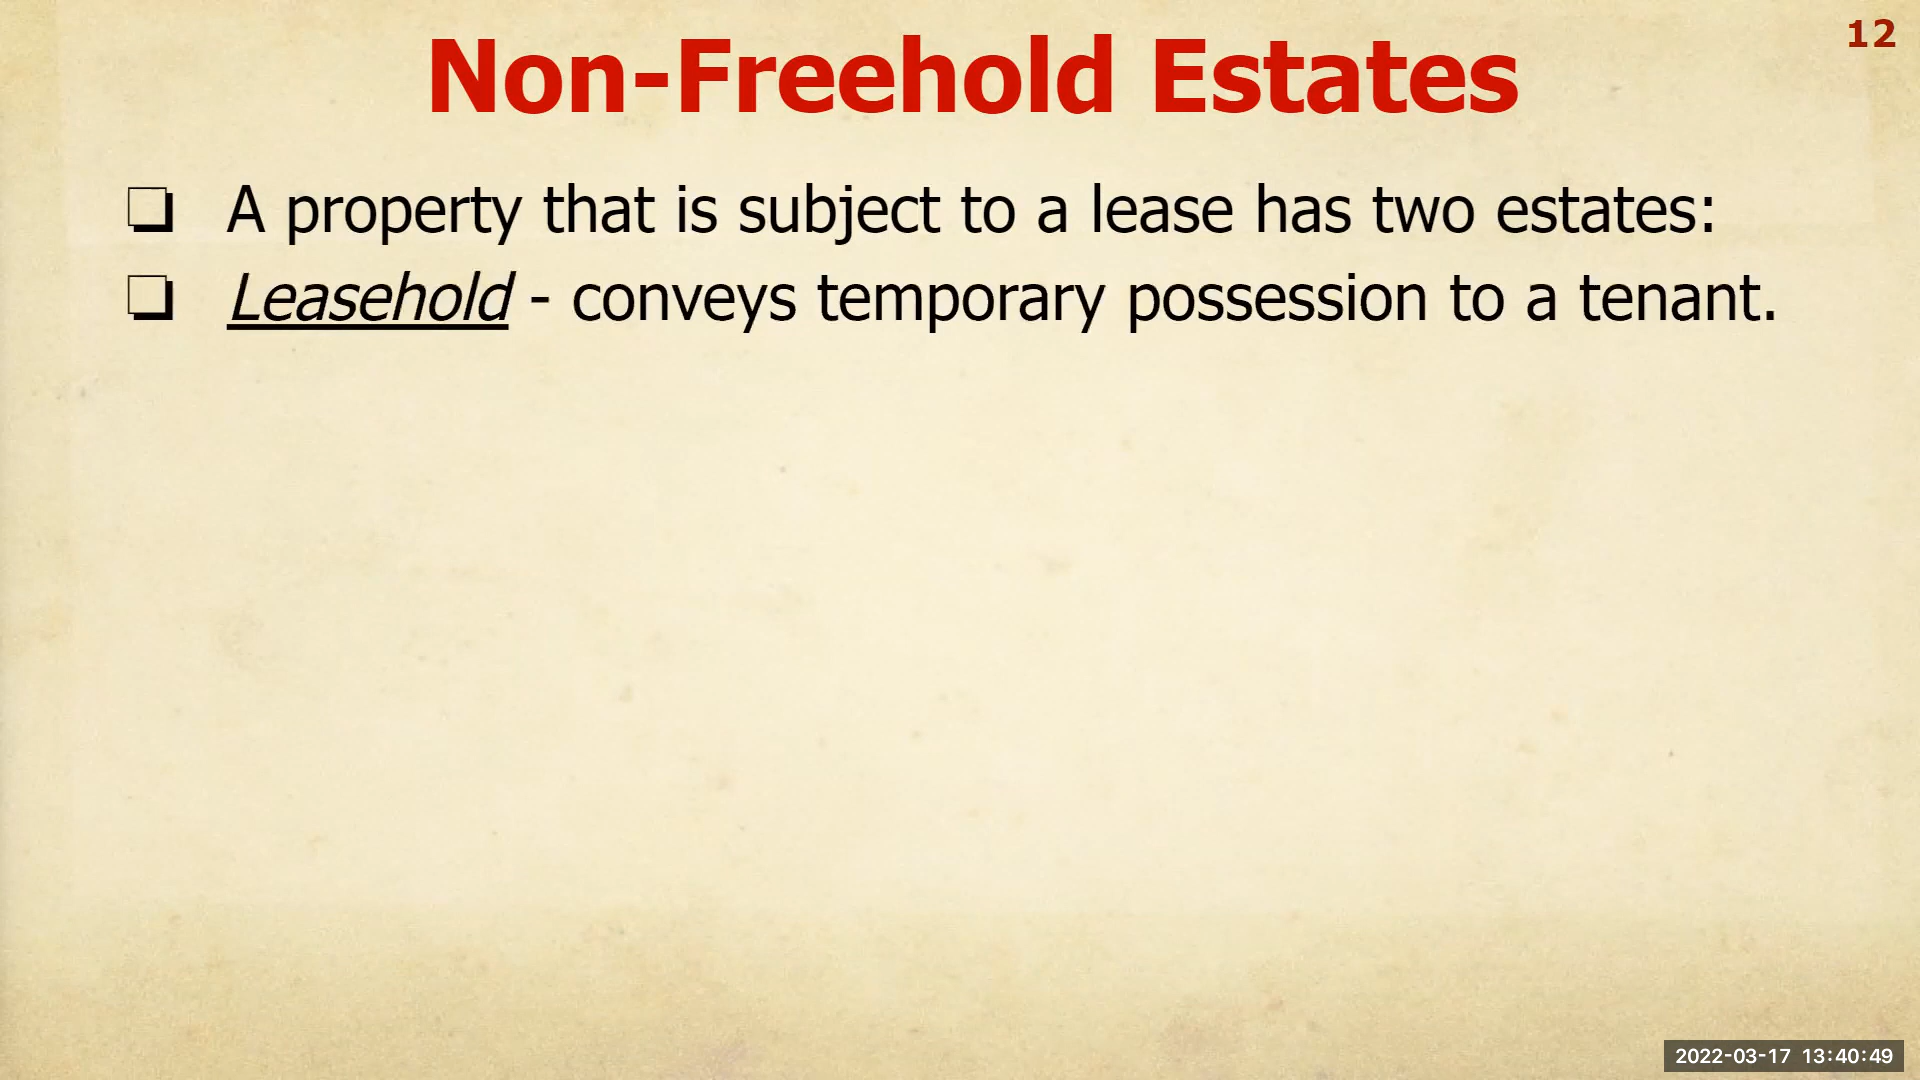 12
Non-Freehold Estates
❏ A property that is subject to a lease has two estates:
❏ Leasehold - conveys temporary possession to a tenant.
2022-03-17 13:40:49